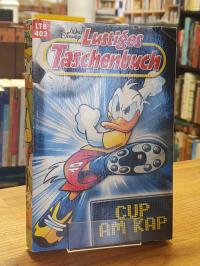 LTB
403
Walt Disney
Lustiges
Taschenbuch
CUP
AM KAP